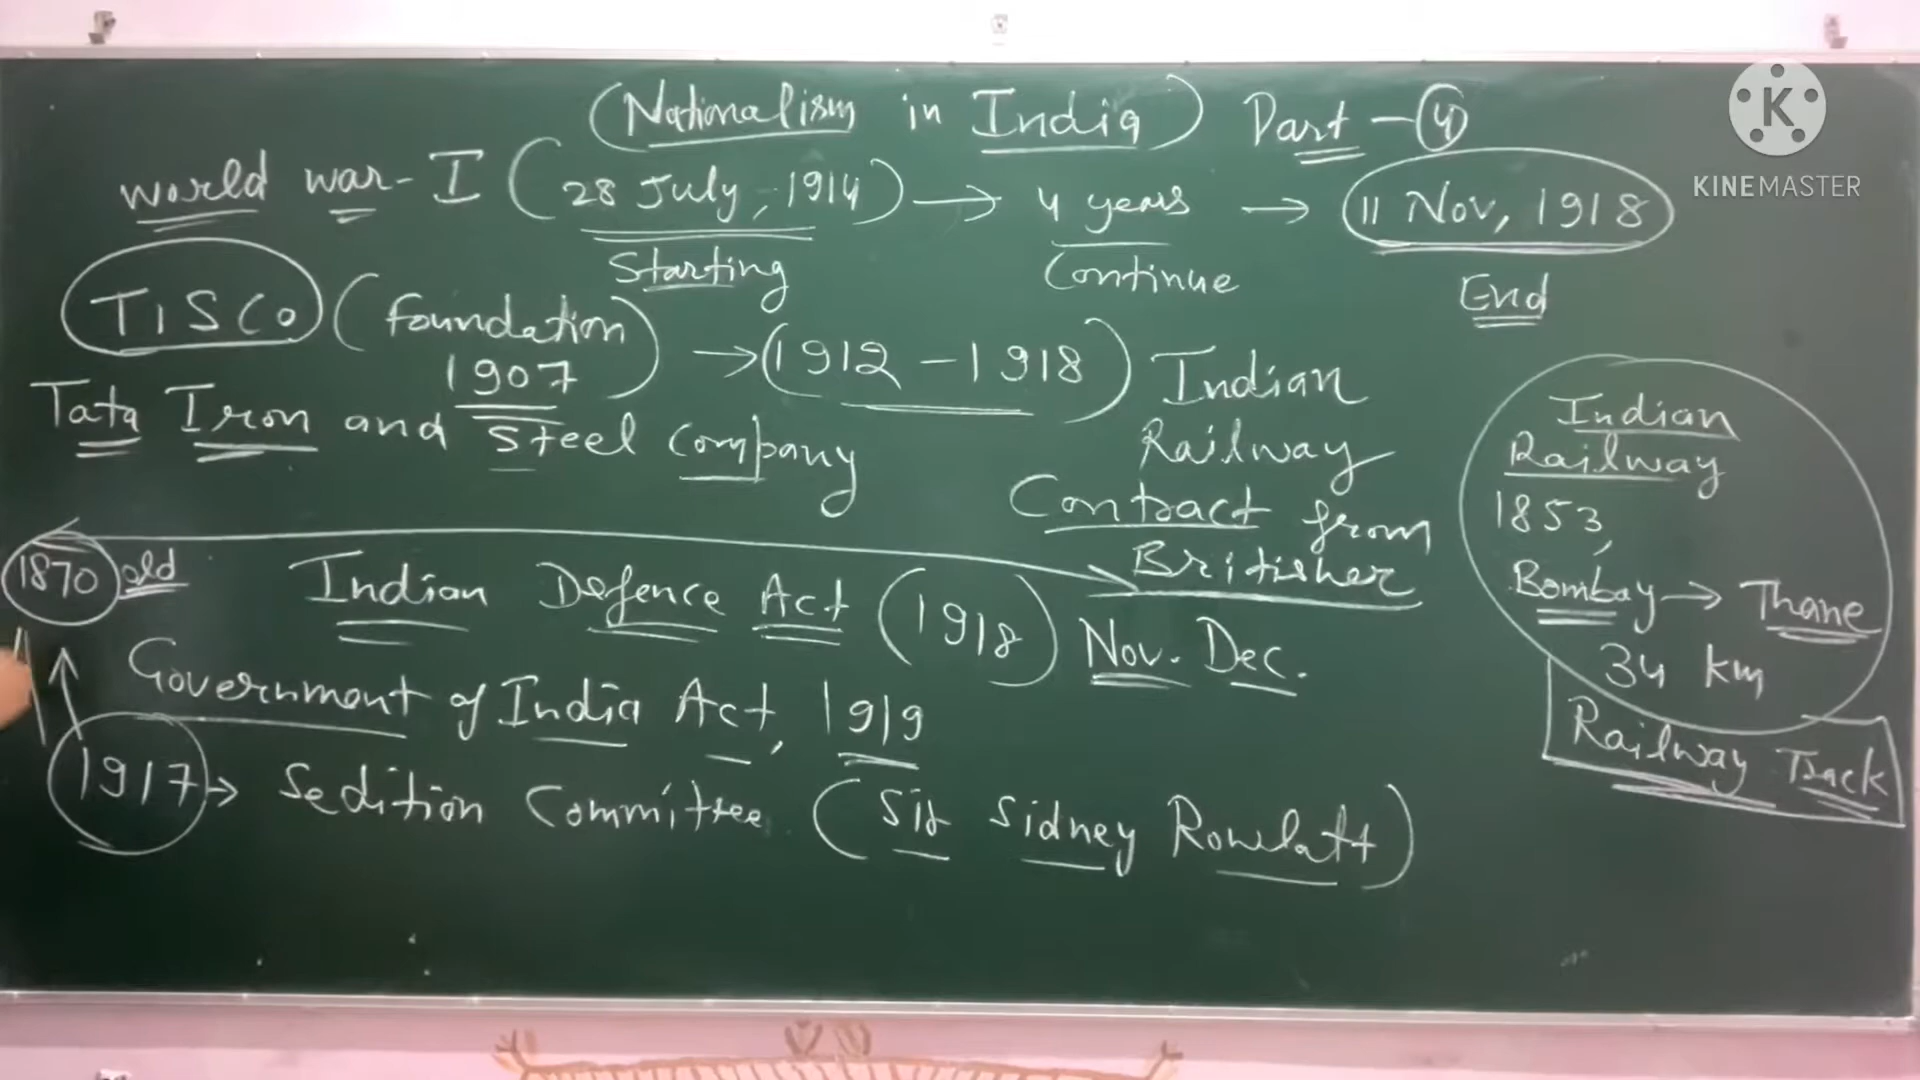 (Nationalism in India) Part - 4
KINEMASTER
World war - I (28 July, 1914) → 4 years → 11 Nov, 1918
Starting Continue End
TISCo (foundation 1907) → (1912 - 1918) Indian Railway Contract from Britisher
Tata Iron and Steel Company
Indian Railway
1853,
Bombay → Thane
34 km
Railway Track
1870 old
Indian Defence Act (1918) Nov. Dec.
Government of India Act, 1919
1917 → Sedition Committee (Sir Sidney Rowlatt)